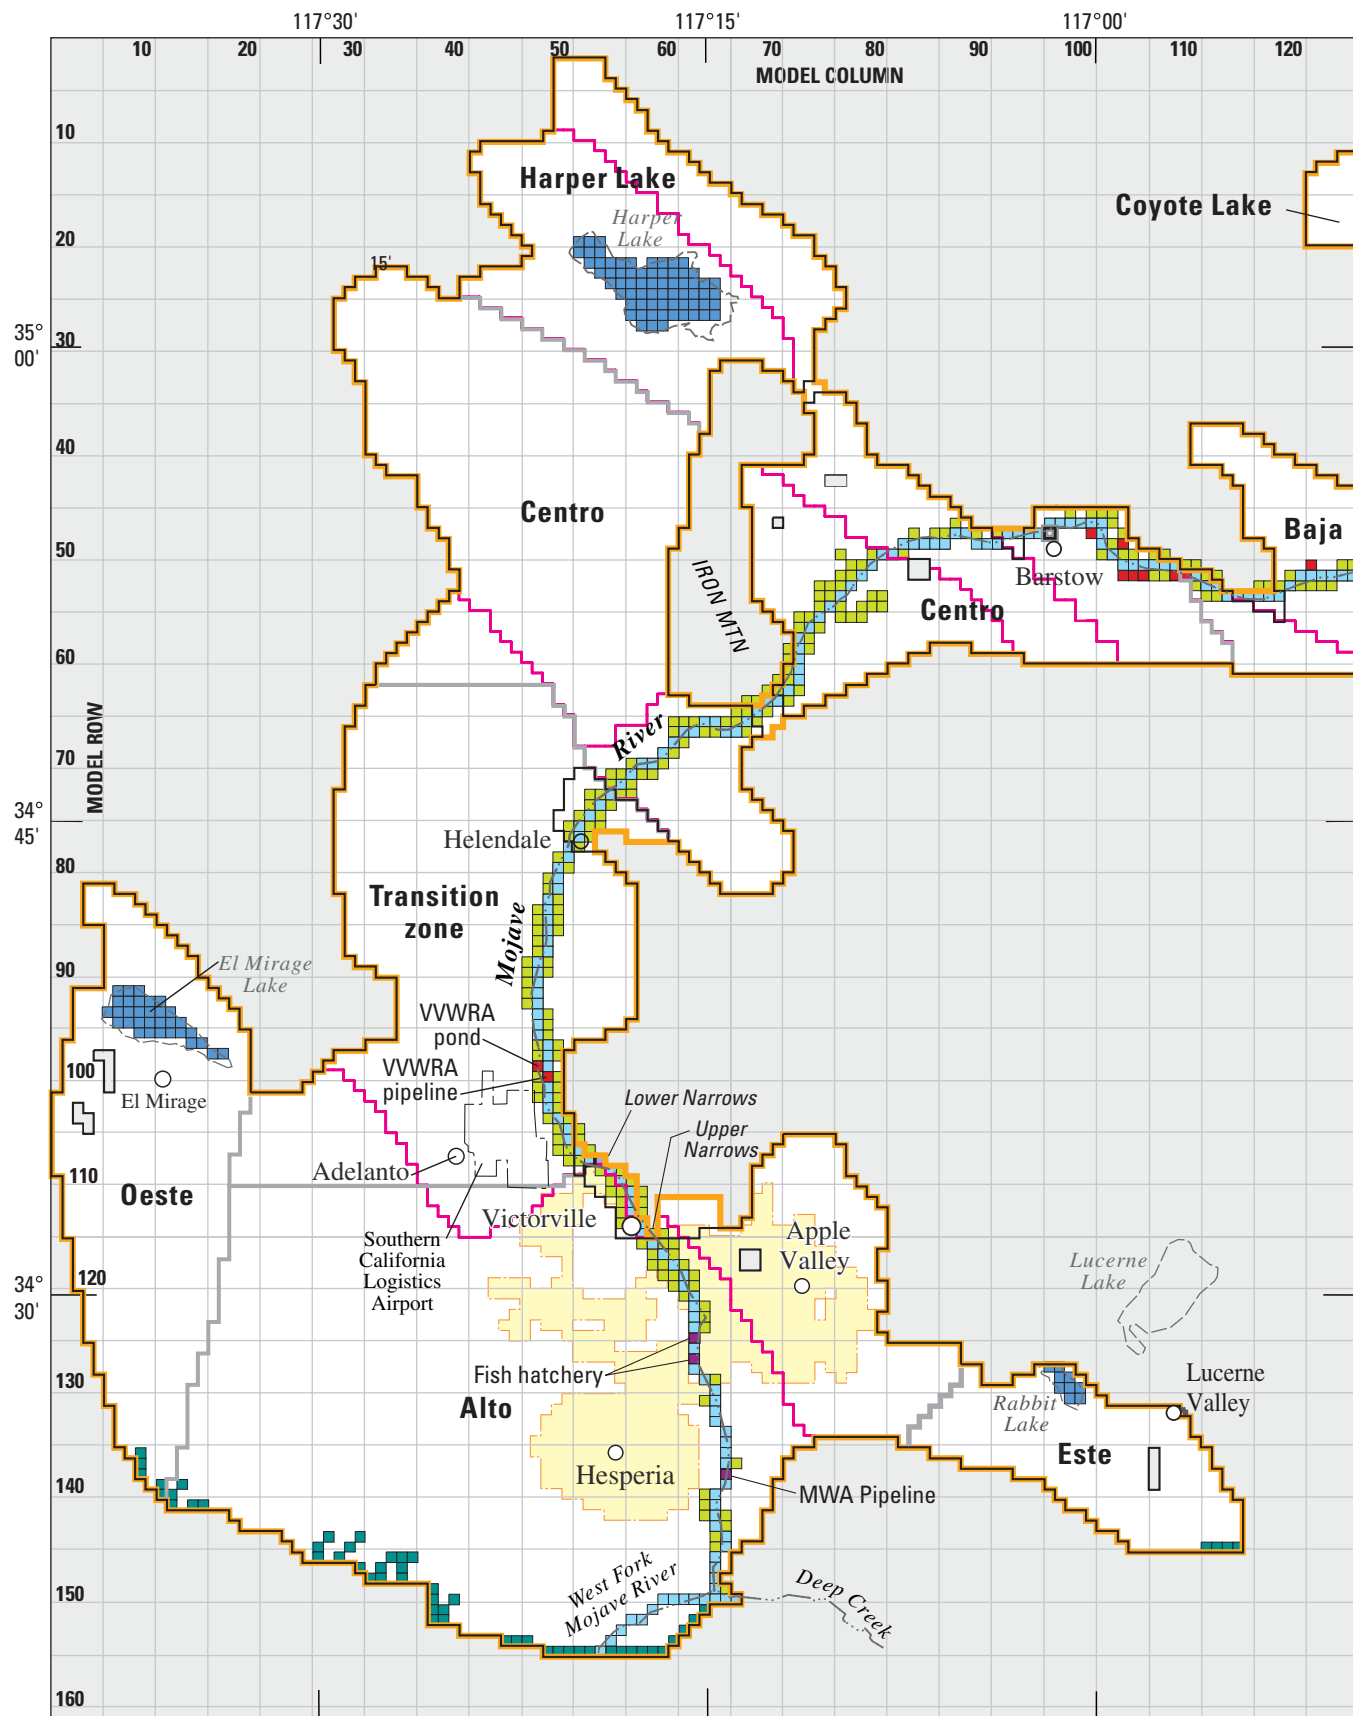 117°30' 117°15' 117°00'
10 20 30 40 50 60 70 80 90 100 110 120
MODEL COLUMN
10
Harper Lake
Coyote Lake
Harper
Lake
20
15'
35°
00'
30
40
Centro
Baja
50
IRON MTN
Barstow
Centro
60
River
MODEL ROW
70
34°
45'
Helendale
80
Transition
zone
Mojave
90
El Mirage
Lake
VVWRA
pond
100
VVWRA
pipeline
El Mirage
Lower Narrows
Upper
Narrows
Adelanto
110
Oeste
Victorville
Apple
Valley
Southern
California
Logistics
Airport
Lucerne
Lake
120
34°
30'
Fish hatchery
130
Alto
Rabbit
Lake
Lucerne
Valley
Este
Hesperia
140
MWA Pipeline
West Fork
Mojave River
Deep Creek
150
160